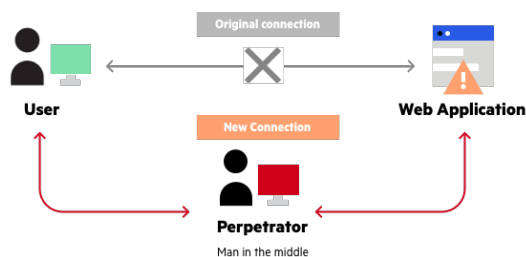 Original connection
User
Web Application
New Connection
Perpetrator
Man in the middle